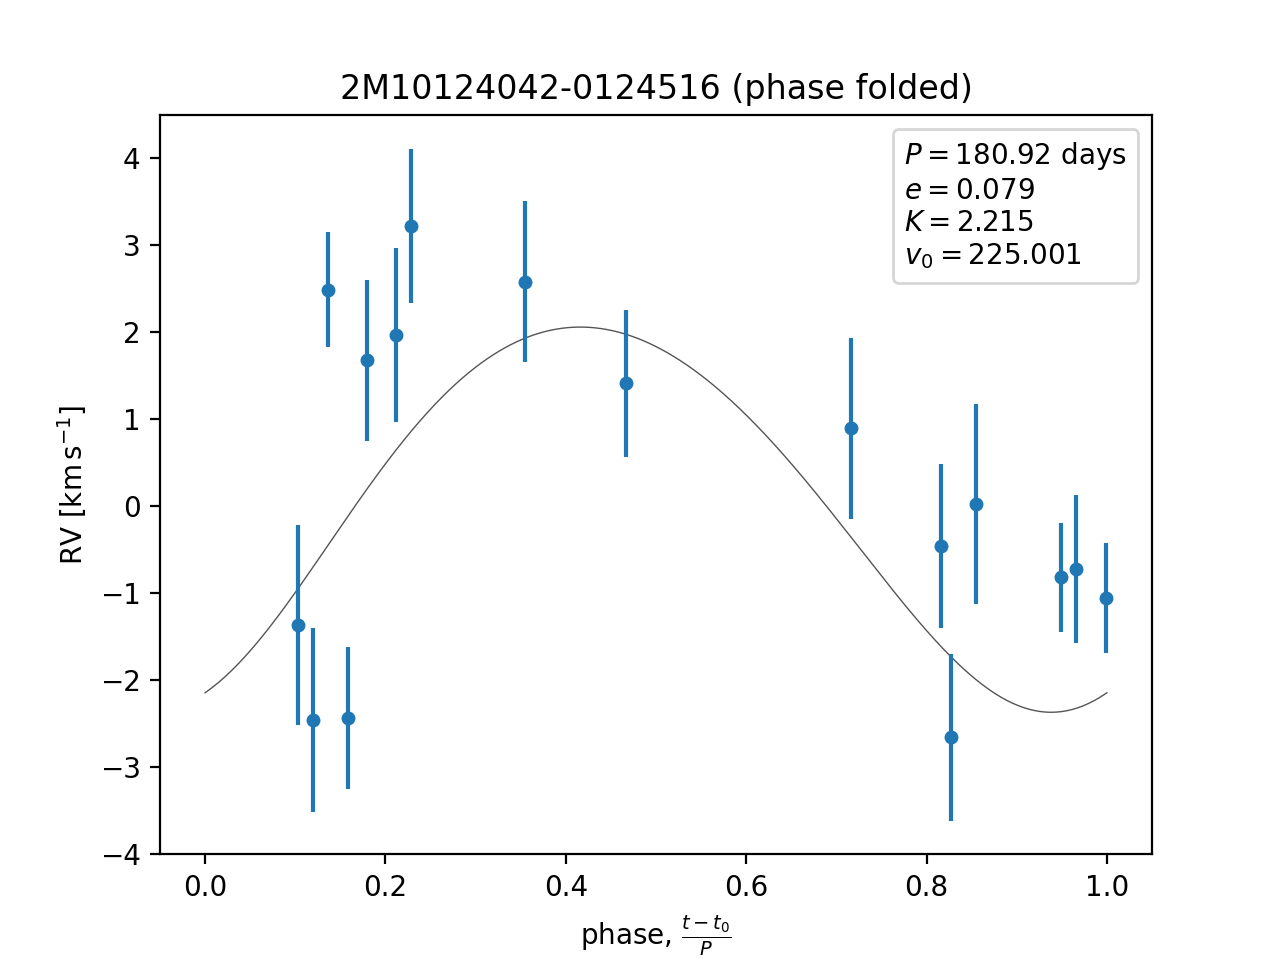 2M10124042-0124516 (phase folded)
P = 180.92 days
e = 0.079
K = 2.215
v₀ = 225.001
4
3
2
1
0
−1
−2
−3
−4
RV [km s⁻¹]
0.0 0.2 0.4 0.6 0.8 1.0
phase, (t − t₀)/P